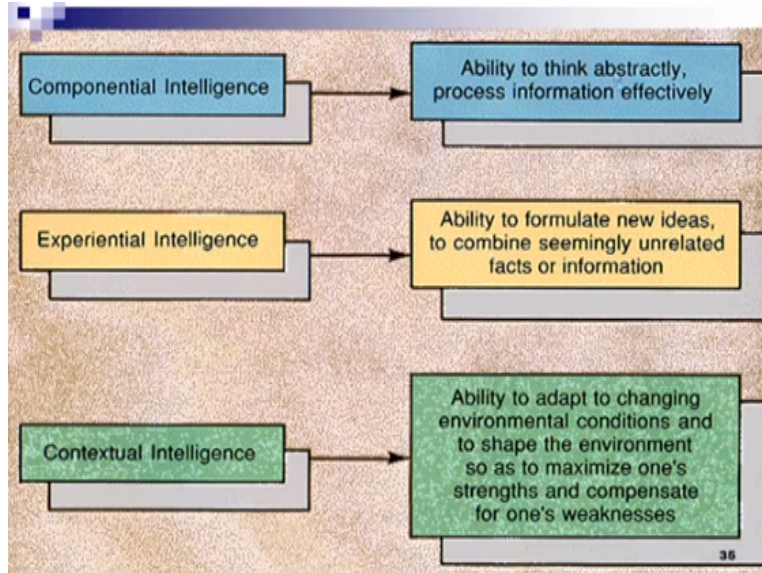 Componential Intelligence
Ability to think abstractly,
process information effectively
Experiential Intelligence
Ability to formulate new ideas,
to combine seemingly unrelated
facts or information
Contextual Intelligence
Ability to adapt to changing
environmental conditions and
to shape the environment
so as to maximize one's
strengths and compensate
for one's weaknesses
35